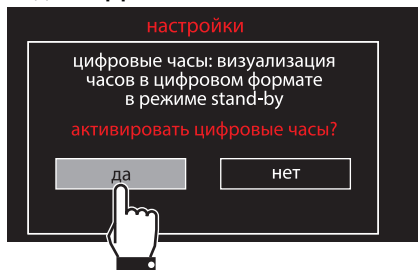 настройки
цифровые часы: визуализация
часов в цифровом формате
в режиме stand-by
активировать цифровые часы?
да нет